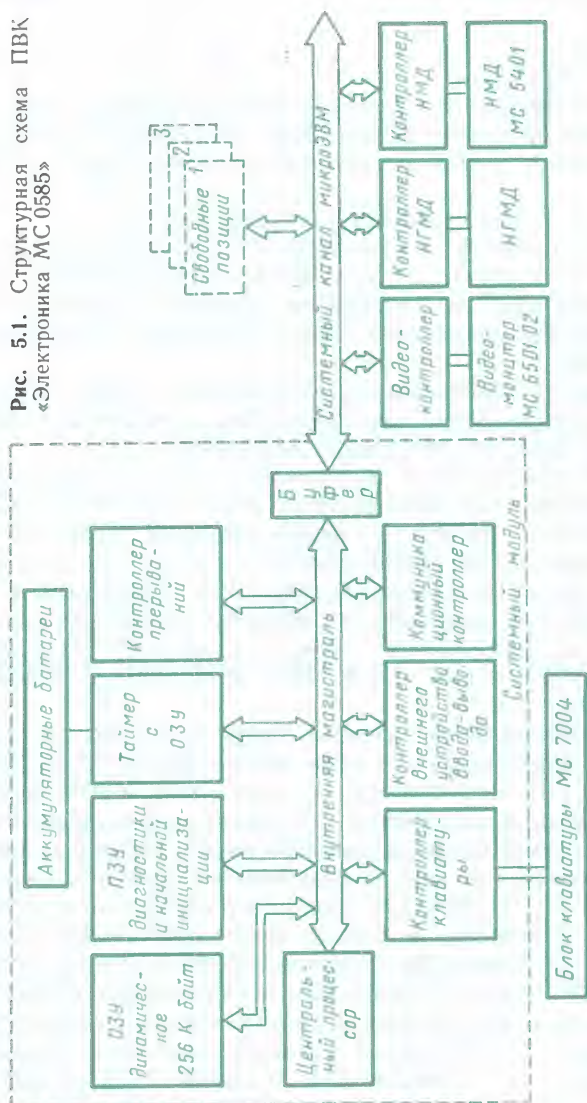 Рис. 5.1. Структурная схема ПВК
«Электроника МС 0585»
Аккумуляторные батареи
ОЗУ
динамичес-
кое
256 К байт
ПЗУ
диагностики
и начальной
инициализа-
ции
Таймер
с
ОЗУ
Контроллер
прерыва-
ний
Свободные
позиции
1
2
3
Централь-
ный процес-
сор
Внутренняя магистраль
Б
у
ф
е
р
Системный канал микроЭВМ
Контроллер
клавиату-
ры
Контроллер
внешнего
устройства
ввода-выво-
да
Коммуника
ционный
контроллер
Системный модуль
Видео-
контроллер
Контроллер
НГМД
Контроллер
НМД
Видео-
монитор
МС 6501.02
НГМД
НМД
МС 5401
Блок клавиатуры МС 7004